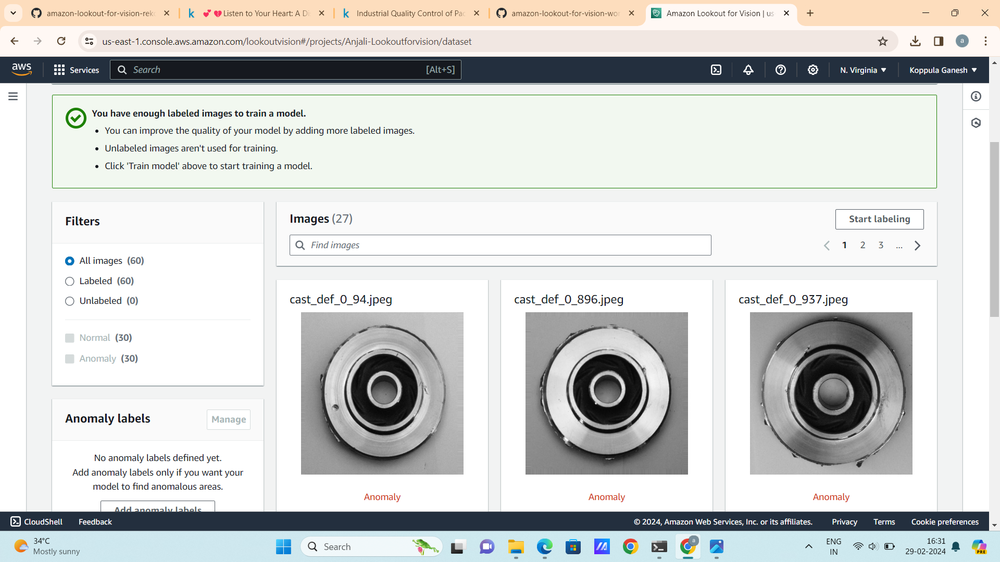 amazon-lookout-for-vision-rek
💕 💔 Listen to Your Heart: A Di
Industrial Quality Control of Pac
amazon-lookout-for-vision-wor
Amazon Lookout for Vision | us-
us-east-1.console.aws.amazon.com/lookoutvision#/projects/Anjali-Lookoutforvision/dataset
a
aws
Services
Search
[Alt+S]
N. Virginia
Koppula Ganesh
You have enough labeled images to train a model.
• You can improve the quality of your model by adding more labeled images.
• Unlabeled images aren't used for training.
• Click 'Train model' above to start training a model.
Filters
All images (60)
Labeled (60)
Unlabeled (0)
Normal (30)
Anomaly (30)
Anomaly labels
Manage
No anomaly labels defined yet.
Add anomaly labels only if you want your
model to find anomalous areas.
Add anomaly labels
Images (27)
Start labeling
Find images
1 2 3 ...
cast_def_0_94.jpeg
cast_def_0_896.jpeg
cast_def_0_937.jpeg
Anomaly
Anomaly
Anomaly
CloudShell
Feedback
© 2024, Amazon Web Services, Inc. or its affiliates.
Privacy
Terms
Cookie preferences
34°C
Mostly sunny
Search
a
ENG
IN
16:31
29-02-2024
PRE